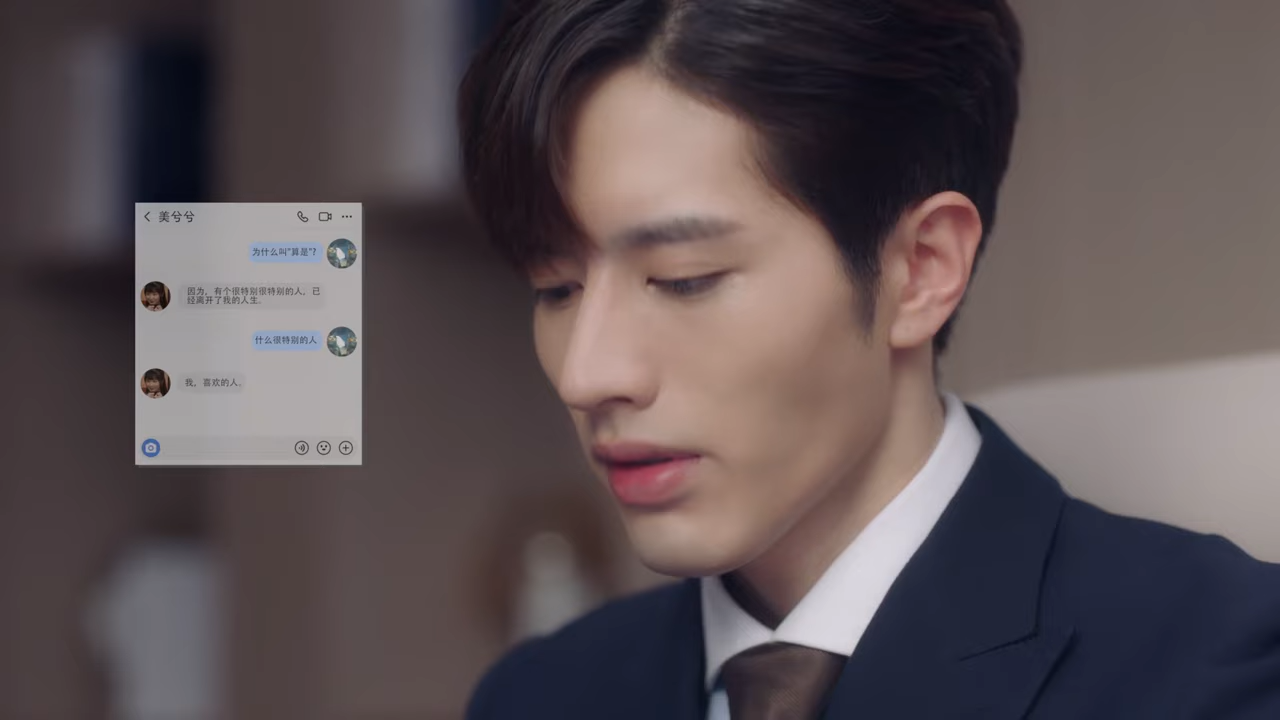 美兮兮
为什么叫"算是"?
因为，有个很特别很特别的人，已
经离开了我的人生。
什么很特别的人
我，喜欢的人。